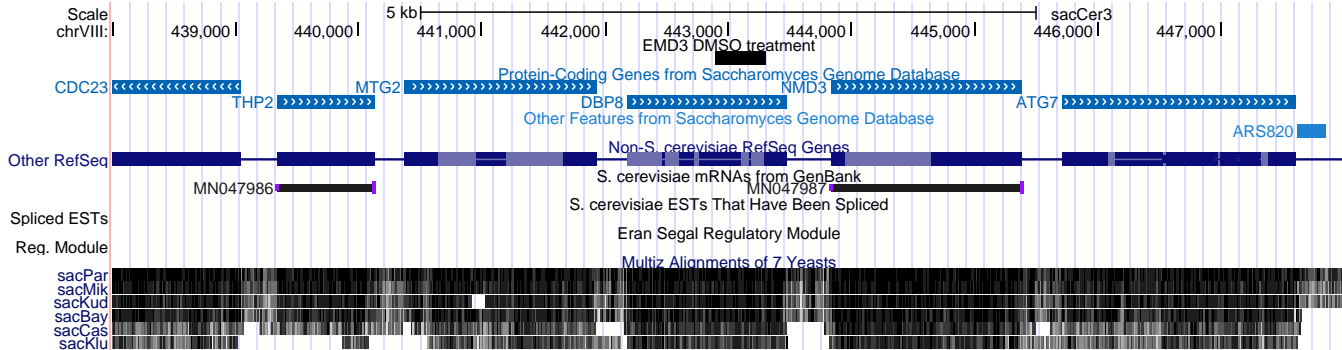 Scale 5 kb sacCer3
chrVIII: 439,000 440,000 441,000 442,000 443,000 444,000 445,000 446,000 447,000
EMD3 DMSO treatment
Protein-Coding Genes from Saccharomyces Genome Database
CDC23 MTG2 NMD3
THP2 DBP8 ATG7
Other Features from Saccharomyces Genome Database
ARS820
Non-S. cerevisiae RefSeq Genes
Other RefSeq
S. cerevisiae mRNAs from GenBank
MN047986 MN047987
S. cerevisiae ESTs That Have Been Spliced
Spliced ESTs
Eran Segal Regulatory Module
Reg. Module
Multiz Alignments of 7 Yeasts
sacPar
sacMik
sacKud
sacBay
sacCas
sacKlu